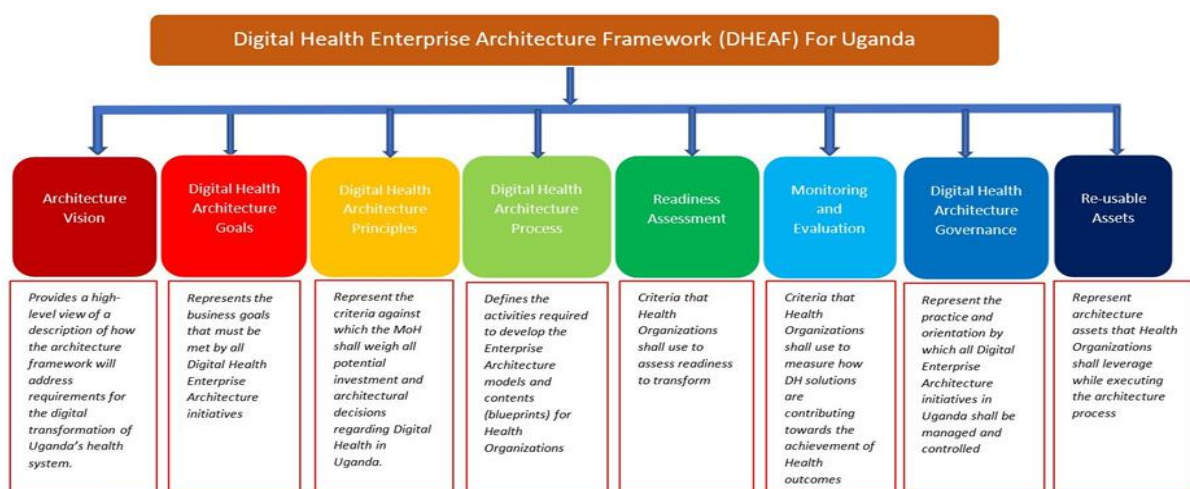 Digital Health Enterprise Architecture Framework (DHEAF) For Uganda
Architecture
Vision
Digital Health
Architecture
Goals
Digital Health
Architecture
Principles
Digital Health
Architecture
Process
Readiness
Assessment
Monitoring
and
Evaluation
Digital Health
Architecture
Governance
Re-usable
Assets
Provides a high-
level view of a
description of how
the architecture
framework will
address
requirements for
the digital
transformation of
Uganda's health
system.
Represents the
business goals
that must be
met by all
Digital Health
Enterprise
Architecture
initiatives
Represent the
criteria against
which the MoH
shall weigh all
potential
investment and
architectural
decisions
regarding Digital
Health in
Uganda.
Defines the
activities required
to develop the
Enterprise
Architecture
models and
contents
(blueprints) for
Health
Organizations
Criteria that
Health
Organizations
shall use to
assess readiness
to transform
Criteria that
Health
Organizations
shall use to
measure how
DH solutions
are
contributing
towards the
achievement of
Health
outcomes
Represent the
practice and
orientation by
which all Digital
Enterprise
Architecture
initiatives in
Uganda shall be
managed and
controlled
Represent
architecture
assets that Health
Organizations
shall leverage
while executing
the architecture
process